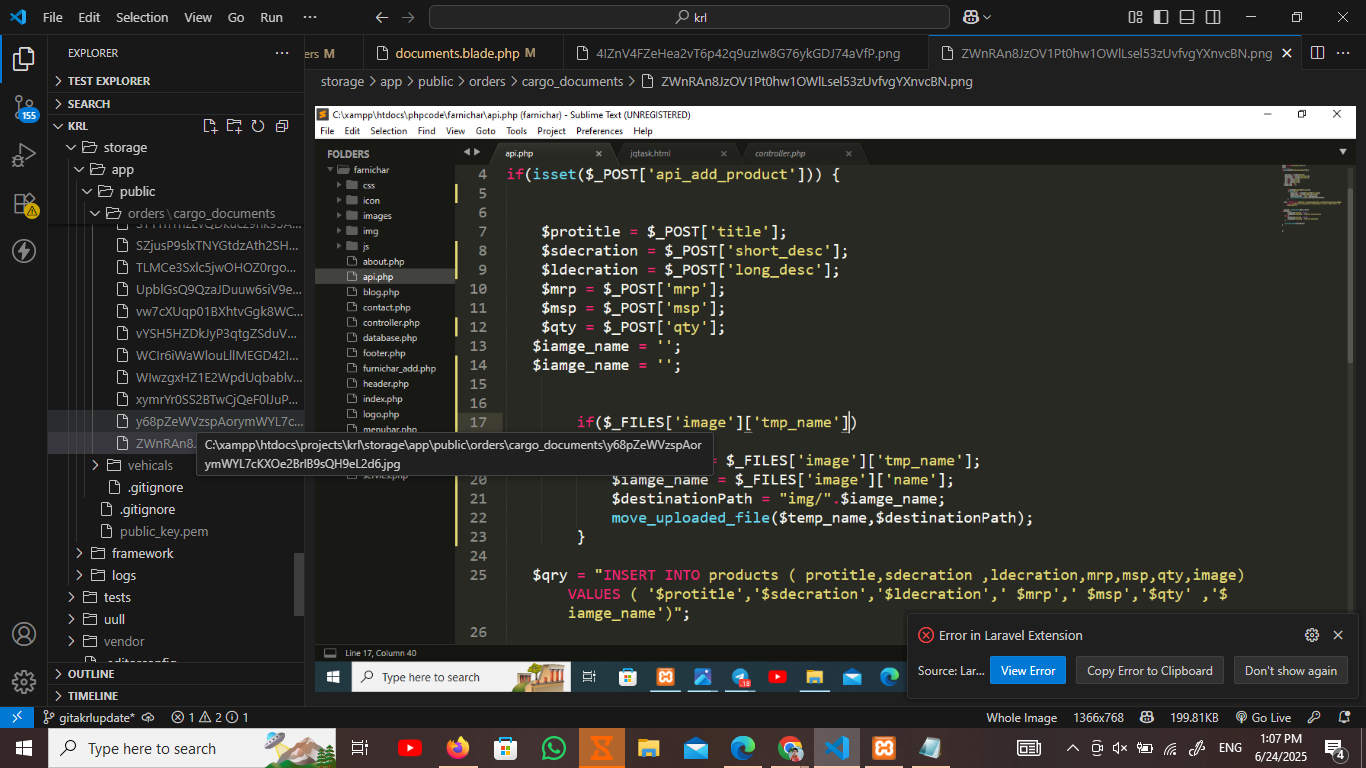 File Edit Selection View Go Run ··· krl
EXPLORER
TEST EXPLORER
SEARCH
KRL
storage
app
public
orders \ cargo_documents
SZjusP9slxTNYGtdzAth2SH...
TLMCe3Sxlc5jwOHOZ0rgo...
UpblGsQ9QzaJDuuw6siV9e...
vw7cXUqp01BXhtvGgk8WC...
vYSH5HZDkJyP3qtgZSduV...
WCIr6iWaWlouLllMEGD42I...
WIwzgxHZ1E2WpdUqbablv...
xymrYr0SS2BTwCjQeF0lJuP...
y68pZeWVzspAorymWYL7c...
ZWnRAn8
vehicals
.gitignore
.gitignore
public_key.pem
framework
logs
tests
uull
vendor
OUTLINE
TIMELINE
ers M documents.blade.php M 4IZnV4FZeHea2vT6p42q9uzIw8G76ykGDJ74aVfP.png ZWnRAn8JzOV1Pt0hw1OWlLsel53zUvfvgYXnvcBN.png
storage > app > public > orders > cargo_documents > ZWnRAn8JzOV1Pt0hw1OWlLsel53zUvfvgYXnvcBN.png
C:\xampp\htdocs\phpcode\farnichar\api.php (farnichar) - Sublime Text (UNREGISTERED)
File Edit Selection Find View Goto Tools Project Preferences Help
FOLDERS
farnichar
css
icon
images
img
js
about.php
api.php
blog.php
contact.php
controller.php
database.php
footer.php
furnichar_add.php
header.php
index.php
logo.php
menubar.php
api.php jqtask.html controller.php
4 if(isset($_POST['api_add_product'])) {
5
6
7 $protitle = $_POST['title'];
8 $sdecration = $_POST['short_desc'];
9 $ldecration = $_POST['long_desc'];
10 $mrp = $_POST['mrp'];
11 $msp = $_POST['msp'];
12 $qty = $_POST['qty'];
13 $iamge_name = '';
14 $iamge_name = '';
15
16
17 if($_FILES['image']['tmp_name'])
C:\xampp\htdocs\projects\krl\storage\app\public\orders\cargo_documents\y68pZeWVzspAor
ymWYL7cKXOe2BrlB9sQH9eL2d6.jpg
= $_FILES['image']['tmp_name'];
20 $iamge_name = $_FILES['image']['name'];
21 $destinationPath = "img/".$iamge_name;
22 move_uploaded_file($temp_name,$destinationPath);
23 }
24
25 $qry = "INSERT INTO products ( protitle,sdecration ,ldecration,mrp,msp,qty,image)
VALUES ( '$protitle','$sdecration','$ldecration',' $mrp',' $msp','$qty' ,'$
iamge_name')";
26
Line 17, Column 40
Type here to search
18
Error in Laravel Extension
Source: Lar... View Error Copy Error to Clipboard Don't show again
155
gitakrlupdate* 1 2 1 Whole Image 1366x768 199.81KB Go Live
Type here to search
ENG 1:07 PM
6/24/2025
4